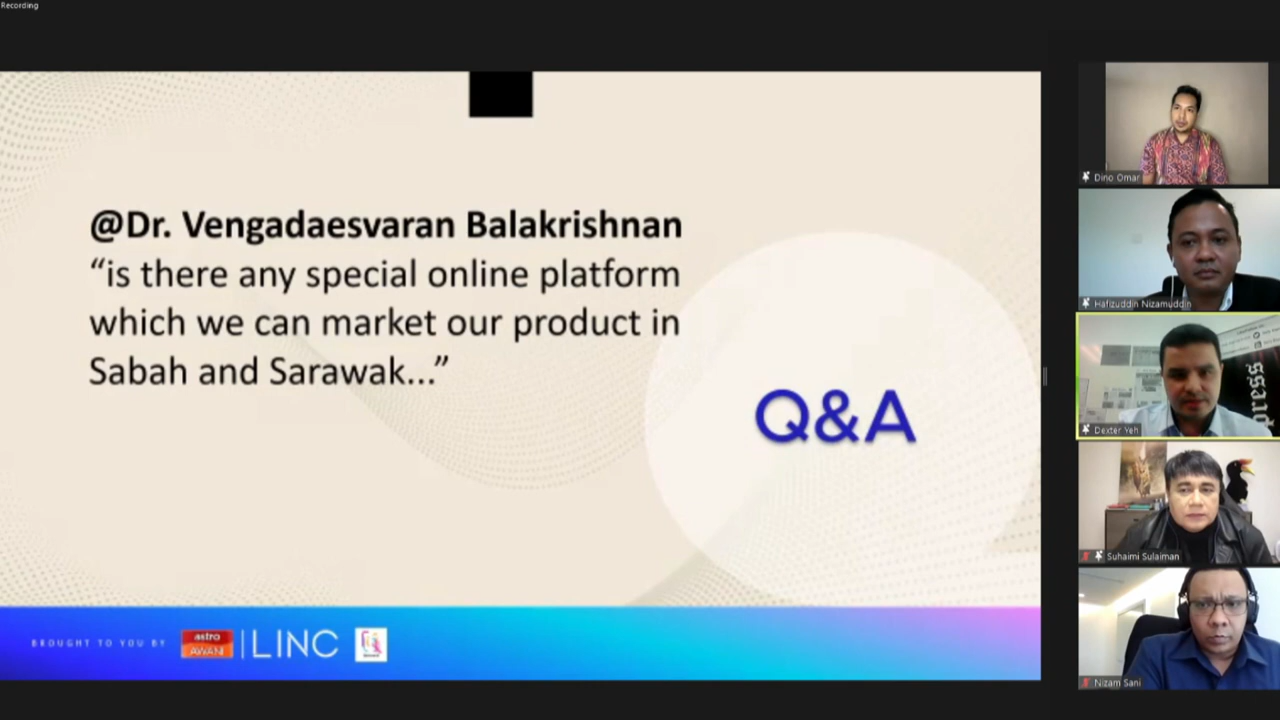 Recording
@Dr. Vengadaesvaran Balakrishnan
“is there any special online platform
which we can market our product in
Sabah and Sarawak...”
Q&A
BROUGHT TO YOU BY
astro
AWANI
LINC
Dino Omar
Hafizuddin Nizamuddin
Dexter Yeh
Suhaimi Sulaiman
Nizam Sani